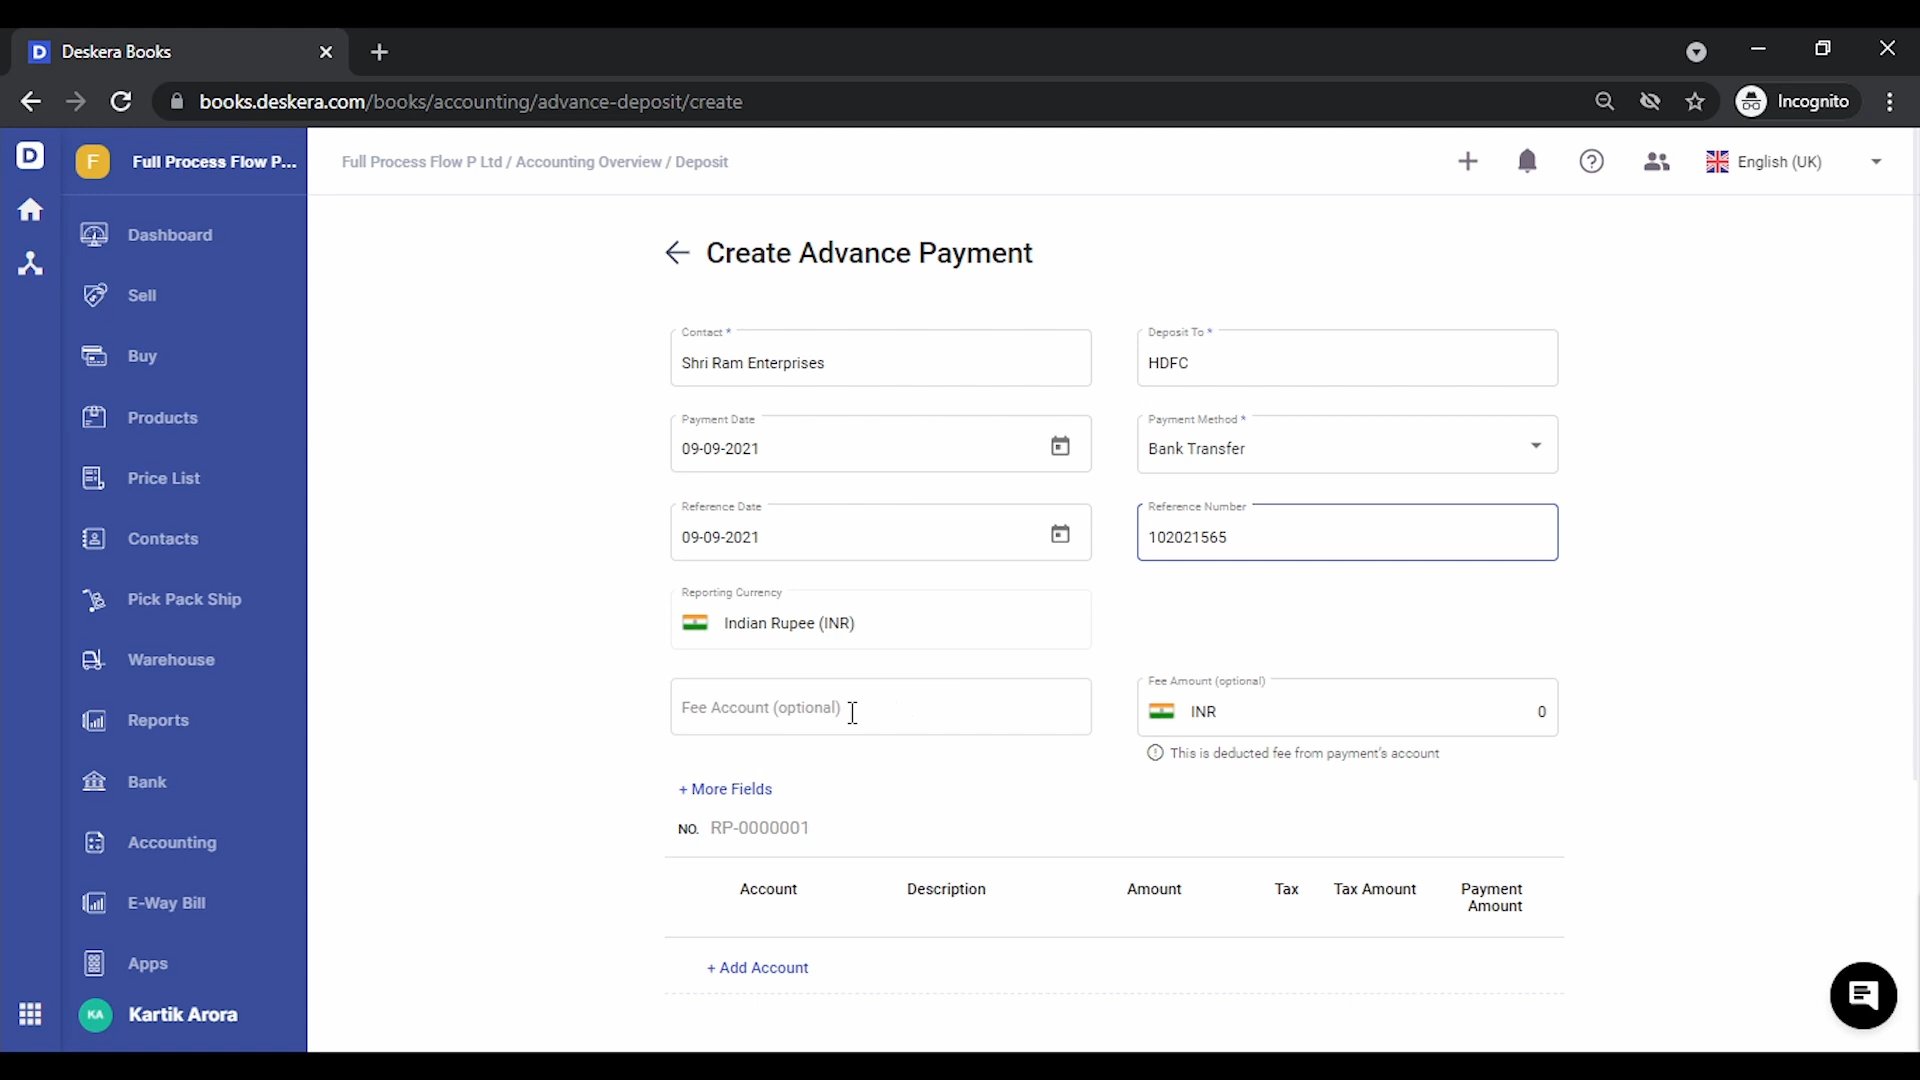 D Deskera Books
books.deskera.com/books/accounting/advance-deposit/create
Incognito
D
F Full Process Flow P...
Full Process Flow P Ltd / Accounting Overview / Deposit
English (UK)
Dashboard
Sell
Buy
Products
Price List
Contacts
Pick Pack Ship
Warehouse
Reports
Bank
Accounting
E-Way Bill
Apps
KA Kartik Arora
Create Advance Payment
Contact *
Shri Ram Enterprises
Deposit To *
HDFC
Payment Date
09-09-2021
Payment Method *
Bank Transfer
Reference Date
09-09-2021
Reference Number
102021565
Reporting Currency
Indian Rupee (INR)
Fee Account (optional)
Fee Amount (optional)
INR 0
This is deducted fee from payment's account
+ More Fields
NO. RP-0000001
Account Description Amount Tax Tax Amount Payment
Amount
+ Add Account